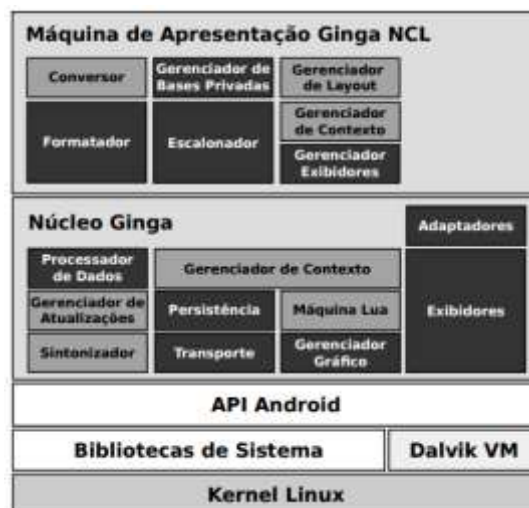 Máquina de Apresentação Ginga NCL
Conversor
Gerenciador de
Bases Privadas
Gerenciador
de Layout
Formatador
Escalonador
Gerenciador
de Contexto
Gerenciador
Exibidores
Núcleo Ginga
Adaptadores
Processador
de Dados
Gerenciador de Contexto
Gerenciador de
Atualizações
Persistência
Máquina Lua
Exibidores
Sintonizador
Transporte
Gerenciador
Gráfico
API Android
Bibliotecas de Sistema
Dalvik VM
Kernel Linux